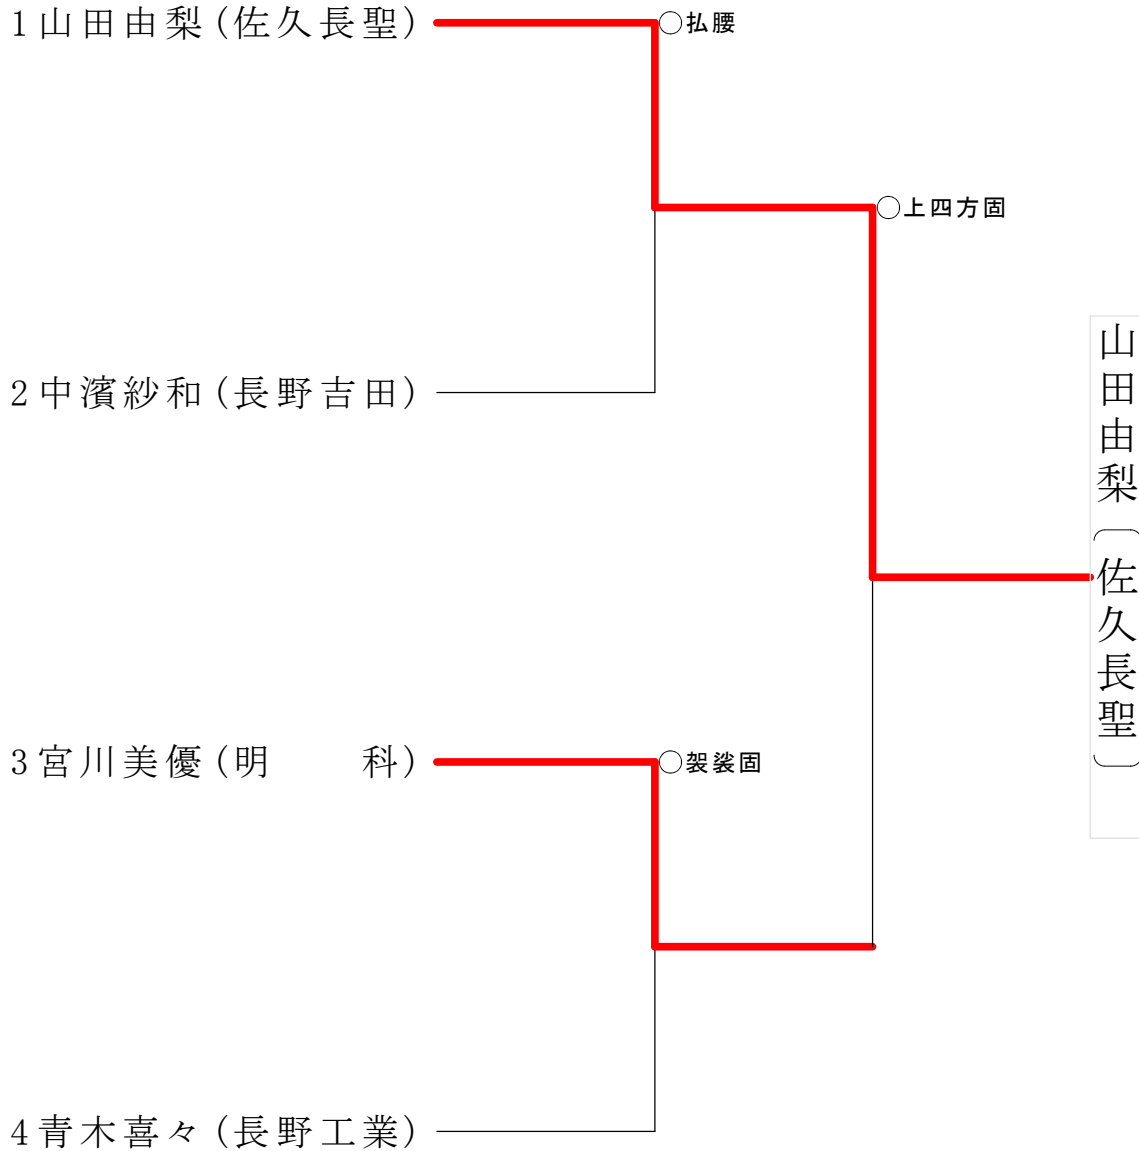 1山田由梨(佐久長聖)
○払腰
○上四方固
2中濱紗和(長野吉田)
山田由梨(佐久長聖)
3宮川美優(明　　科)
○袈裟固
4青木喜々(長野工業)